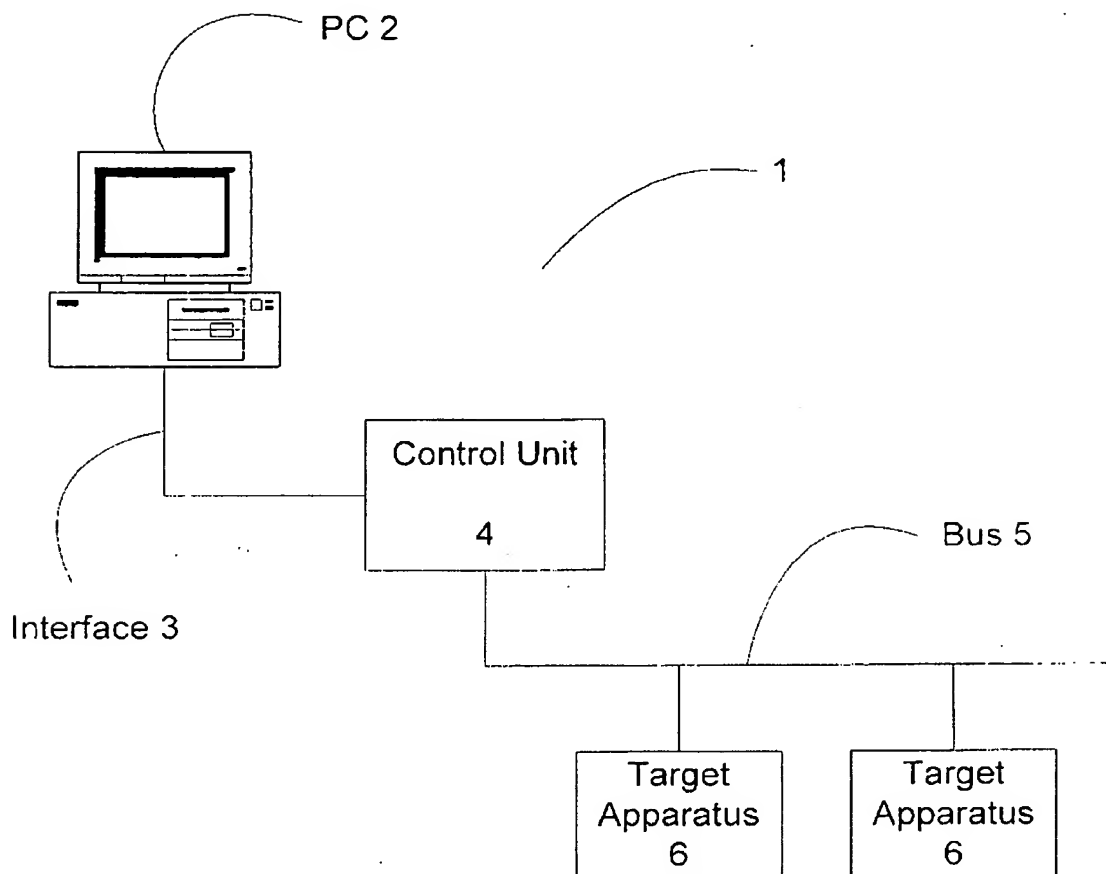 PC 2
1
Control Unit
4
Bus 5
Interface 3
Target
Apparatus
6
Target
Apparatus
6